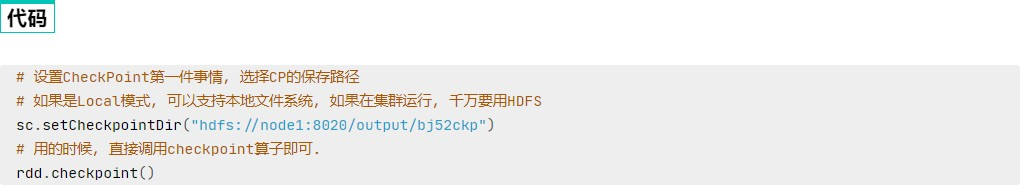 代码
# 设置CheckPoint第一件事情, 选择CP的保存路径
# 如果是Local模式, 可以支持本地文件系统, 如果在集群运行, 千万要用HDFS
sc.setCheckpointDir("hdfs://node1:8020/output/bj52ckp")
# 用的时候, 直接调用checkpoint算子即可.
rdd.checkpoint()